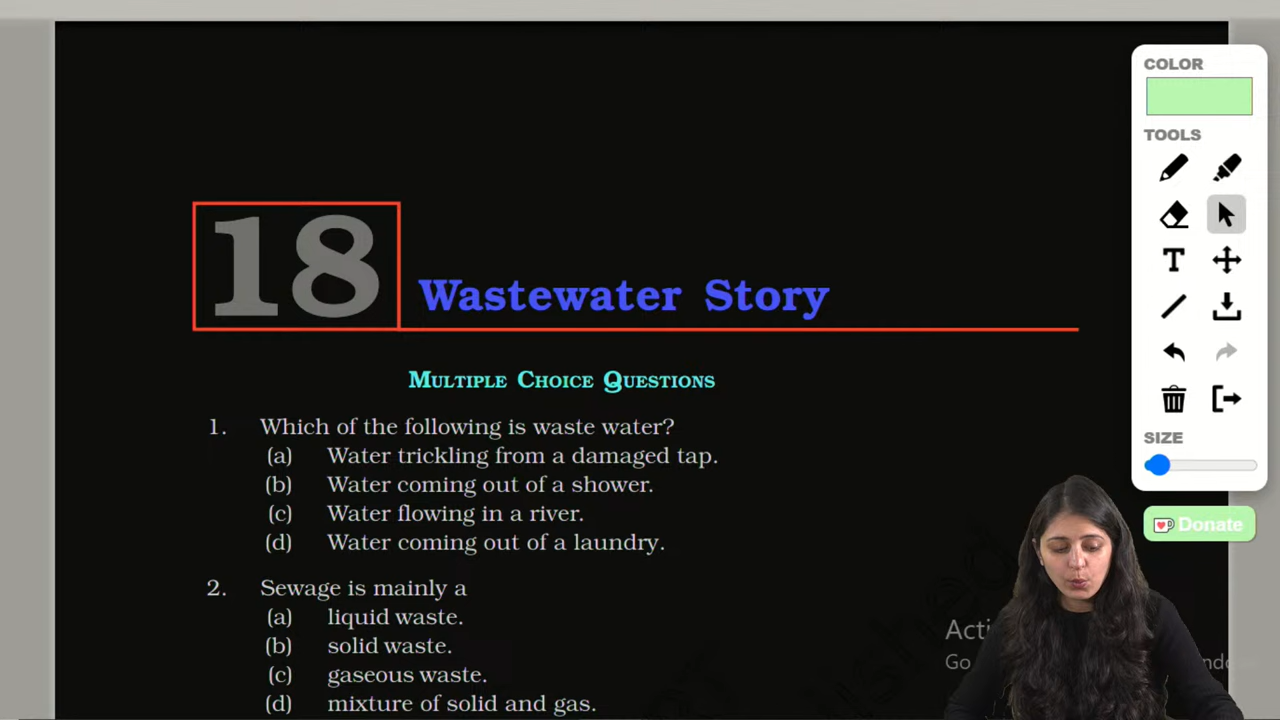 COLOR
TOOLS
T
SIZE
Donate
18
Wastewater Story
MULTIPLE CHOICE QUESTIONS
1. Which of the following is waste water?
(a) Water trickling from a damaged tap.
(b) Water coming out of a shower.
(c) Water flowing in a river.
(d) Water coming out of a laundry.
2. Sewage is mainly a
(a) liquid waste.
(b) solid waste.
(c) gaseous waste.
(d) mixture of solid and gas.
Go